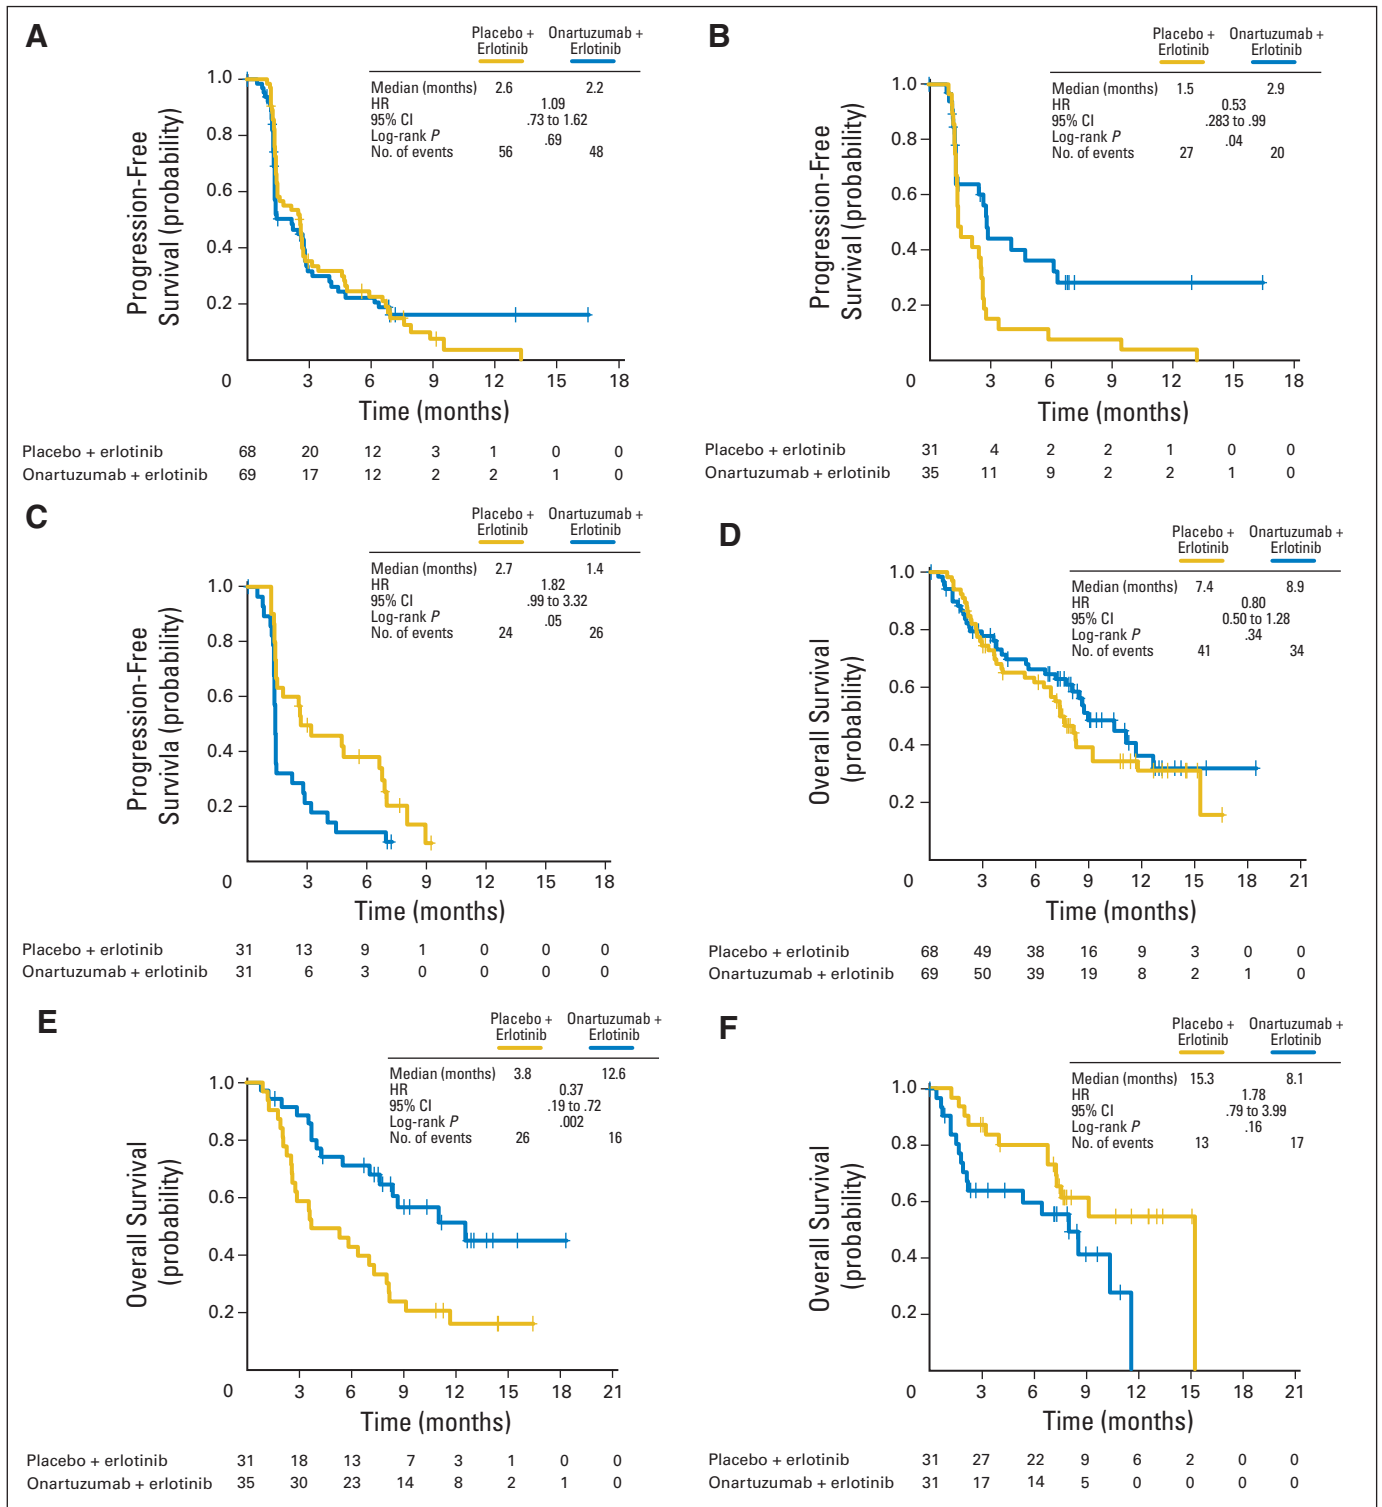 A
Placebo + Onartuzumab +
Erlotinib Erlotinib
Median (months) 2.6 2.2
HR 1.09
95% CI .73 to 1.62
Log-rank P .69
No. of events 56 48
Progression-Free
Survival (probability)
1.0
0.8
0.6
0.4
0.2
0 3 6 9 12 15 18
Time (months)
Placebo + erlotinib 68 20 12 3 1 0 0
Onartuzumab + erlotinib 69 17 12 2 2 1 0
B
Placebo + Onartuzumab +
Erlotinib Erlotinib
Median (months) 1.5 2.9
HR 0.53
95% CI .283 to .99
Log-rank P .04
No. of events 27 20
Progression-Free
Survival (probability)
1.0
0.8
0.6
0.4
0.2
0 3 6 9 12 15 18
Time (months)
Placebo + erlotinib 31 4 2 2 1 0 0
Onartuzumab + erlotinib 35 11 9 2 2 1 0
C
Placebo + Onartuzumab +
Erlotinib Erlotinib
Median (months) 2.7 1.4
HR 1.82
95% CI .99 to 3.32
Log-rank P .05
No. of events 24 26
Progression-Free
Survivla (probability)
1.0
0.8
0.6
0.4
0.2
0 3 6 9 12 15 18
Time (months)
Placebo + erlotinib 31 13 9 1 0 0 0
Onartuzumab + erlotinib 31 6 3 0 0 0 0
D
Placebo + Onartuzumab +
Erlotinib Erlotinib
Median (months) 7.4 8.9
HR 0.80
95% CI 0.50 to 1.28
Log-rank P .34
No. of events 41 34
Overall Survival
(probability)
1.0
0.8
0.6
0.4
0.2
0 3 6 9 12 15 18 21
Time (months)
Placebo + erlotinib 68 49 38 16 9 3 0 0
Onartuzumab + erlotinib 69 50 39 19 8 2 1 0
E
Placebo + Onartuzumab +
Erlotinib Erlotinib
Median (months) 3.8 12.6
HR 0.37
95% CI .19 to .72
Log-rank P .002
No. of events 26 16
Overall Survival
(probability)
1.0
0.8
0.6
0.4
0.2
0 3 6 9 12 15 18 21
Time (months)
Placebo + erlotinib 31 18 13 7 3 1 0 0
Onartuzumab + erlotinib 35 30 23 14 8 2 1 0
F
Placebo + Onartuzumab +
Erlotinib Erlotinib
Median (months) 15.3 8.1
HR 1.78
95% CI .79 to 3.99
Log-rank P .16
No. of events 13 17
Overall Survival
(probability)
1.0
0.8
0.6
0.4
0.2
0 3 6 9 12 15 18 21
Time (months)
Placebo + erlotinib 31 27 22 9 6 2 0 0
Onartuzumab + erlotinib 31 17 14 5 0 0 0 0